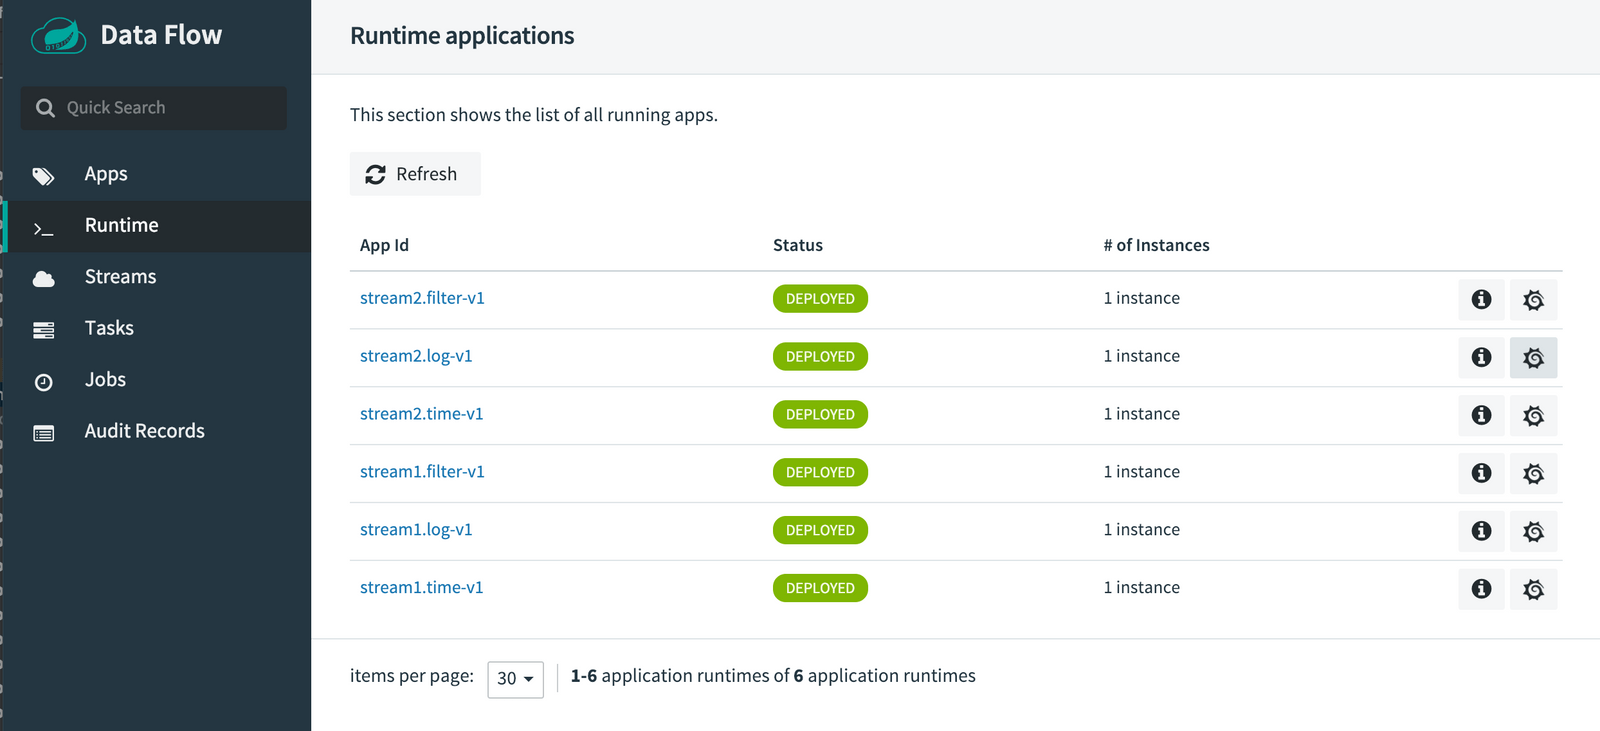 Data Flow
Quick Search
Apps
Runtime
Streams
Tasks
Jobs
Audit Records
Runtime applications
This section shows the list of all running apps.
Refresh
App Id Status # of Instances
stream2.filter-v1 DEPLOYED 1 instance
stream2.log-v1 DEPLOYED 1 instance
stream2.time-v1 DEPLOYED 1 instance
stream1.filter-v1 DEPLOYED 1 instance
stream1.log-v1 DEPLOYED 1 instance
stream1.time-v1 DEPLOYED 1 instance
items per page: 30 1-6 application runtimes of 6 application runtimes